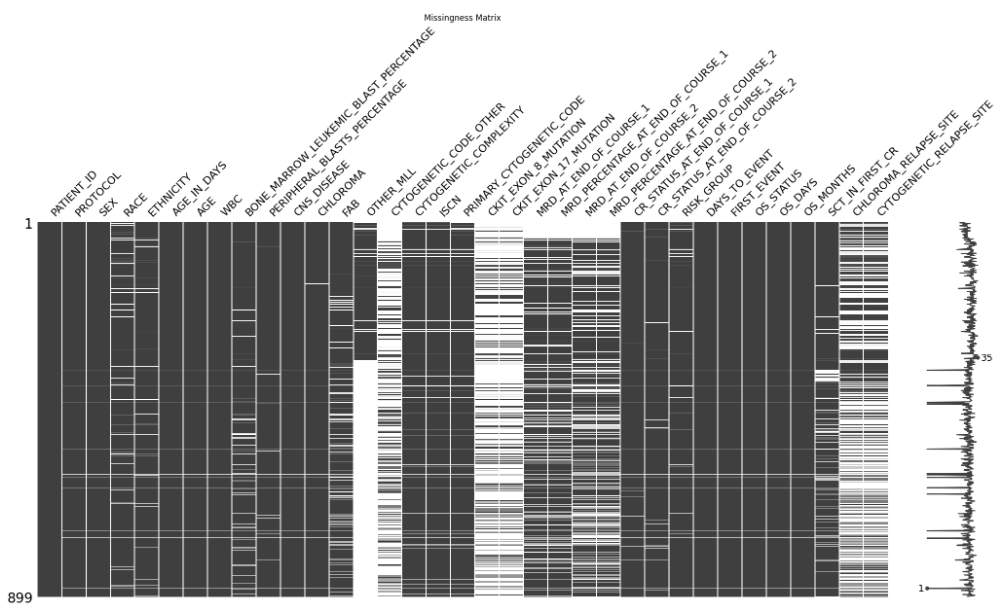 Missingness Matrix
PATIENT_ID
PROTOCOL
SEX
RACE
ETHNICITY
AGE_IN_DAYS
AGE
WBC
BONE_MARROW_LEUKEMIC_BLAST_PERCENTAGE
PERIPHERAL_BLASTS_PERCENTAGE
CNS_DISEASE
CHLOROMA
FAB
OTHER_MLL
CYTOGENETIC_CODE_OTHER
CYTOGENETIC_COMPLEXITY
ISCN
PRIMARY_CYTOGENETIC_CODE
CKIT_EXON_8_MUTATION
CKIT_EXON_17_MUTATION
MRD_AT_END_OF_COURSE_1
MRD_PERCENTAGE_AT_END_OF_COURSE_1
MRD_AT_END_OF_COURSE_2
MRD_PERCENTAGE_AT_END_OF_COURSE_2
CR_STATUS_AT_END_OF_COURSE_1
CR_STATUS_AT_END_OF_COURSE_2
RISK_GROUP
DAYS_TO_EVENT
FIRST_EVENT
OS_STATUS
OS_DAYS
OS_MONTHS
SCT_IN_FIRST_CR
CHLOROMA_RELAPSE_SITE
CYTOGENETIC_RELAPSE_SITE
1
35
899
1